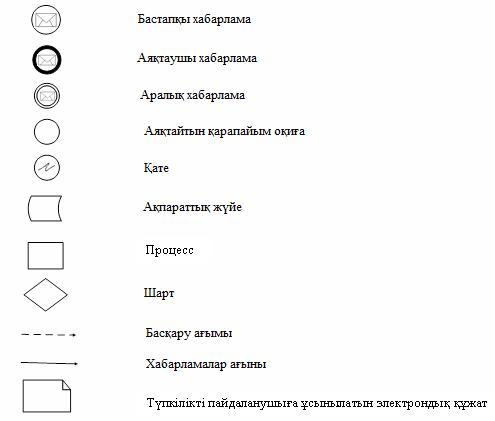 Бастапқы хабарлама
Аяқтаушы хабарлама
Аралық хабарлама
Аяқтайтын қарапайым оқиға
Қате
Ақпараттық жүйе
Процесс
Шарт
Басқару ағымы
Хабарламалар ағыны
Түпкілікті пайдаланушыға ұсынылатын электрондық құжат